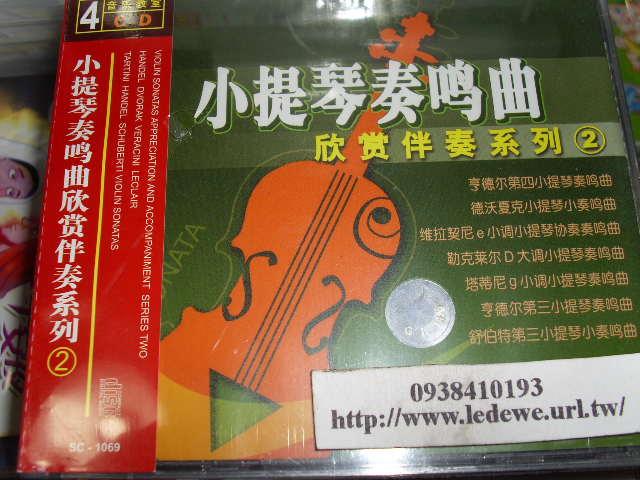 4
音乐教室
CD
小提琴奏鸣曲欣赏伴奏系列②
VIOLIN SONATAS APPRECIATION AND ACCOMPANIMENT SERIES TWO
HANDEL DVORAK VERACINI LECLAIR
TARTINI HANDEL SCHUBERTI VIOLIN SONATAS
SC - 1069
小提琴奏鸣曲
欣赏伴奏系列②
亨德尔第四小提琴奏鸣曲
德沃夏克小提琴小奏鸣曲
维拉契尼e小调小提琴协奏奏鸣曲
勒克莱尔D大调小提琴奏鸣曲
塔蒂尼g小调小提琴奏鸣曲
亨德尔第三小提琴奏鸣曲
舒伯特第三小提琴小奏鸣曲
SONATA
0938410193
http://www.ledewe.url.tw/